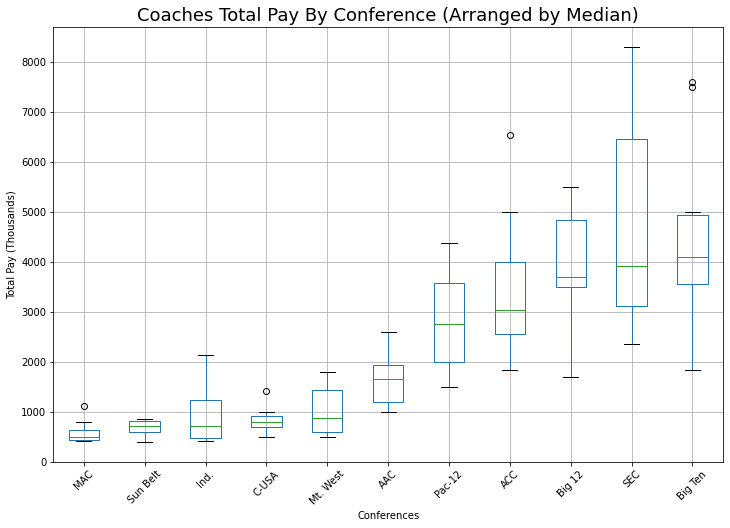 Coaches Total Pay By Conference (Arranged by Median)
Total Pay (Thousands)
8000
7000
6000
5000
4000
3000
2000
1000
0
MAC
Sun Belt
Ind.
C-USA
Mt. West
AAC
Pac-12
ACC
Big 12
SEC
Big Ten
Conferences